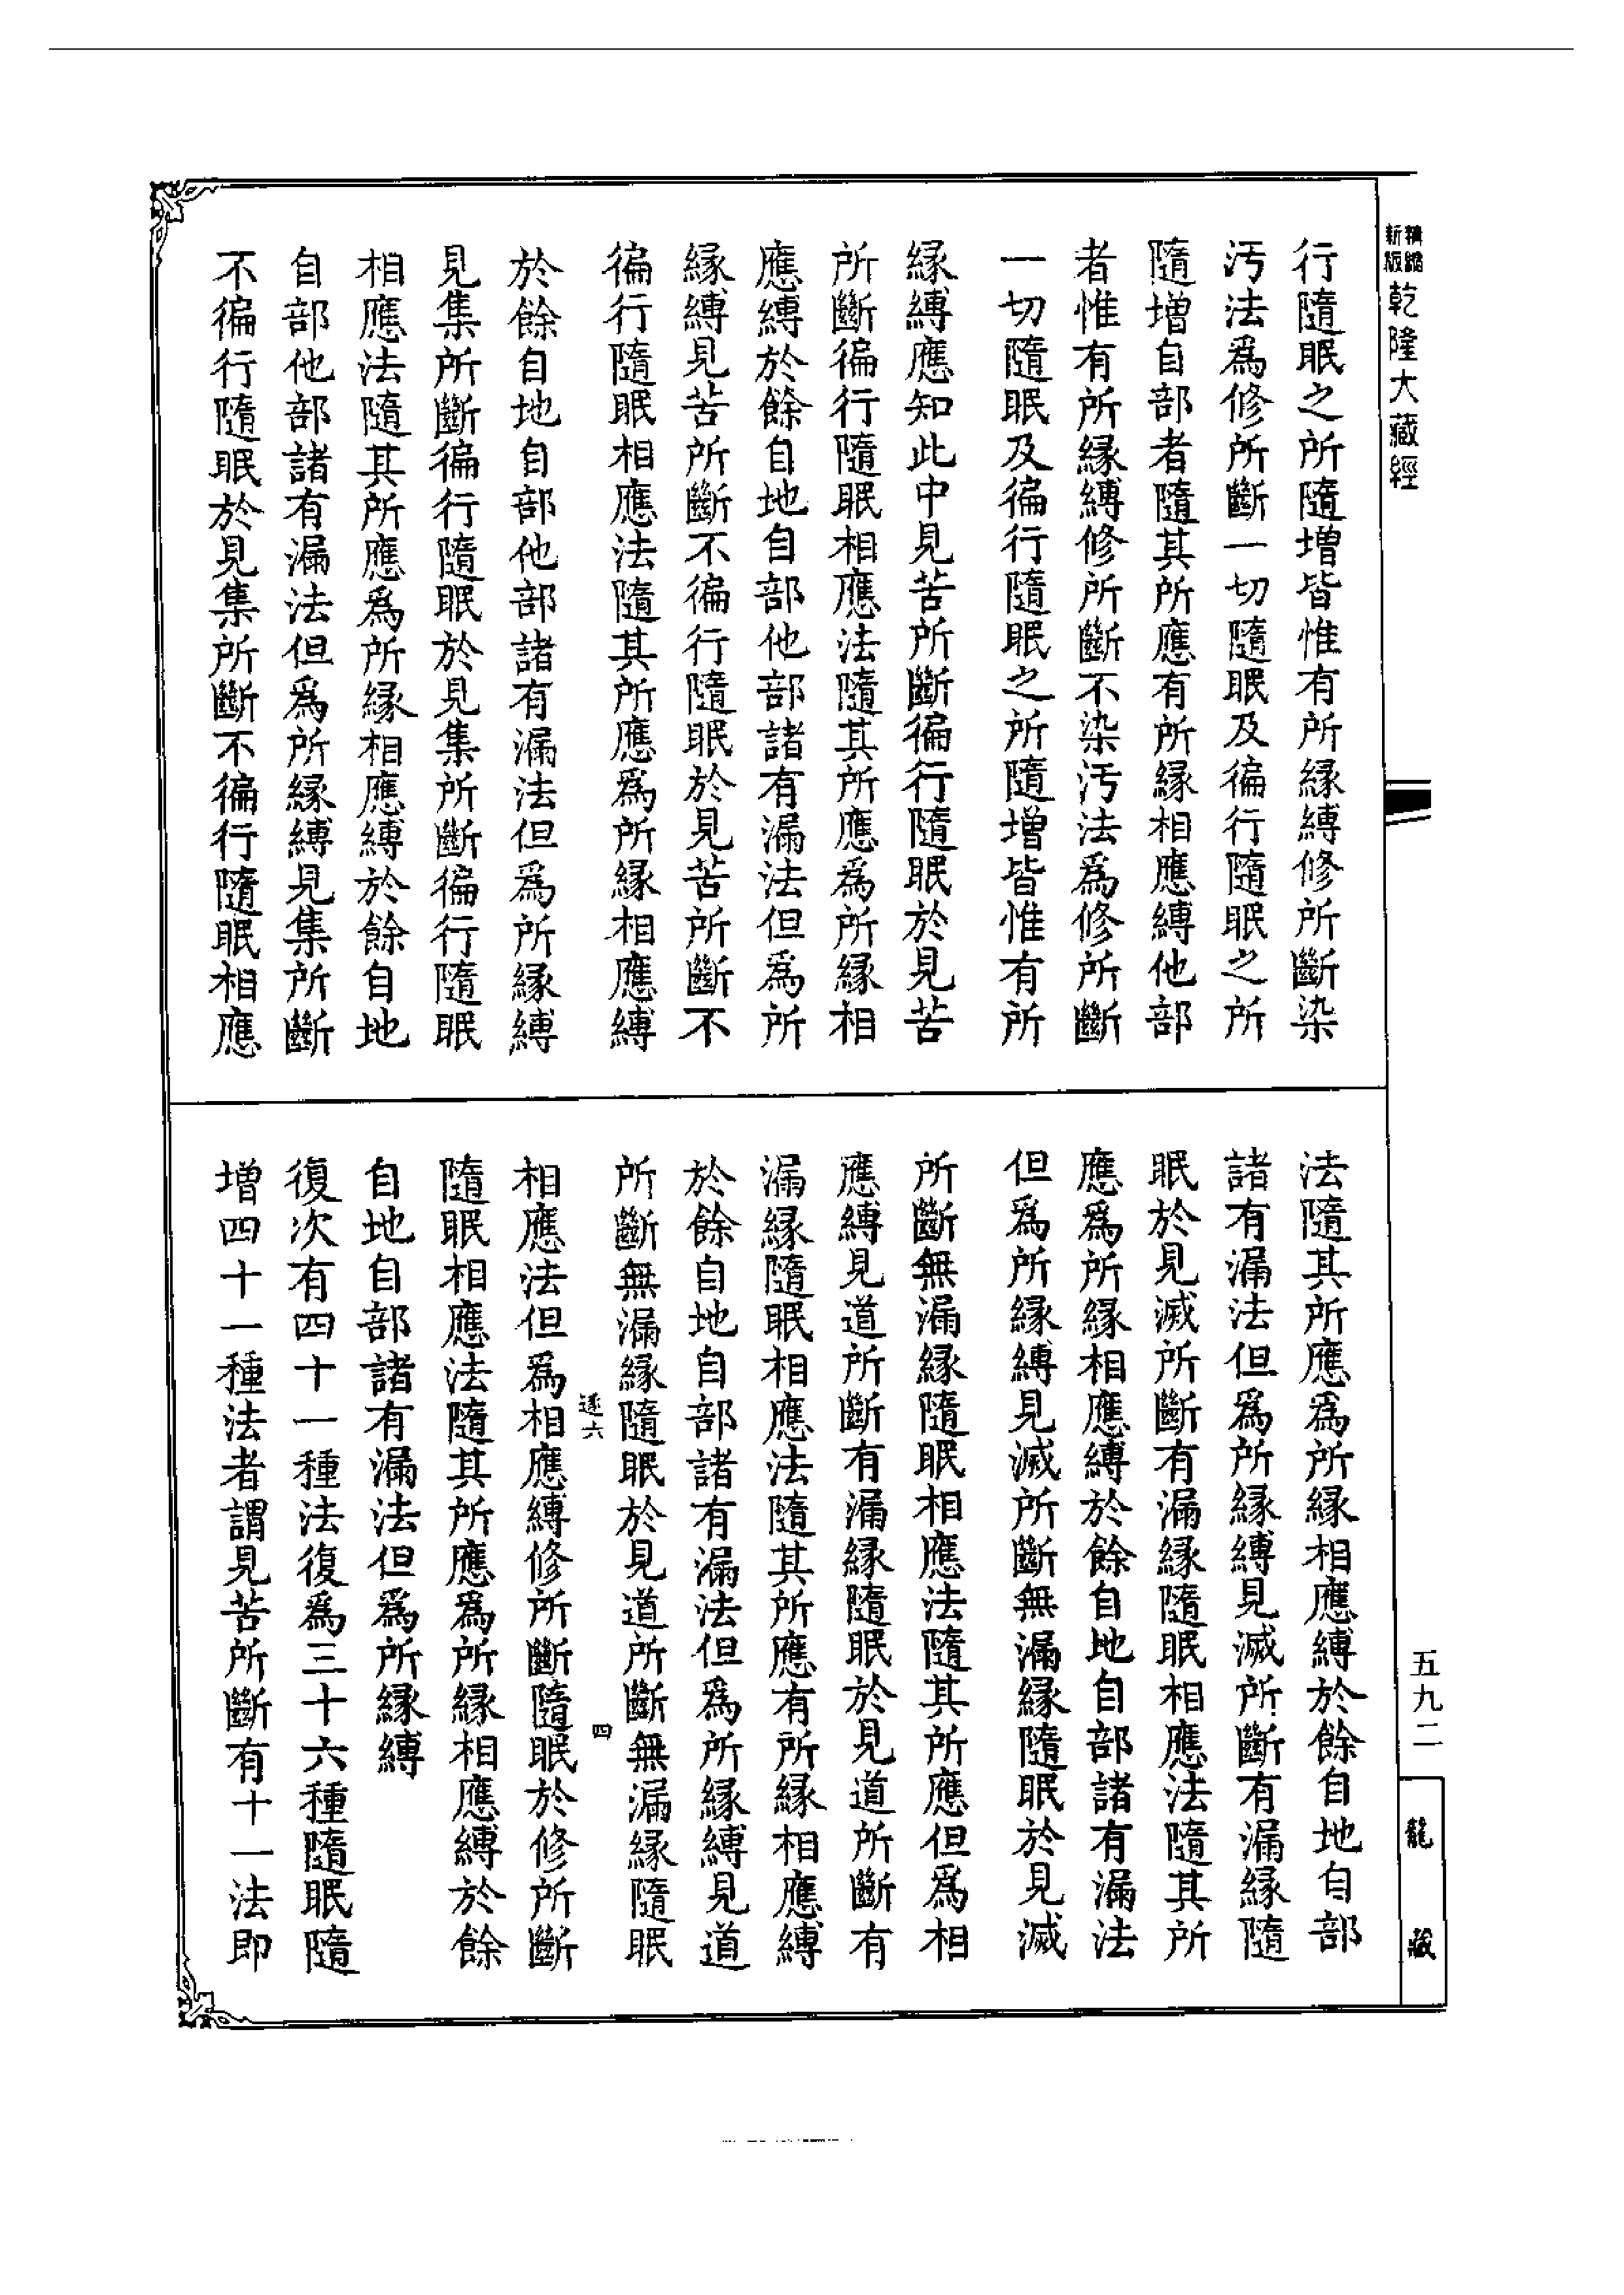 精縮
新版
乾隆大藏經
行隨眠之所隨增皆惟有所緣縛修所斷染
汚法爲修所斷一切隨眠及徧行隨眠之所
隨增自部者隨其所應有所緣相應縛他部
者惟有所緣縛修所斷不染汚法爲修所斷
一切隨眠及徧行隨眠之所隨增皆惟有所
緣縛應知此中見苦所斷徧行隨眠於見苦
所斷徧行隨眠相應法隨其所應爲所緣相
應縛於餘自地自部他部諸有漏法但爲所
緣縛見苦所斷不徧行隨眠於見苦所斷不
徧行隨眠相應法隨其所應爲所緣相應縛
於餘自地自部他部諸有漏法但爲所緣縛
見集所斷徧行隨眠於見集所斷徧行隨眠
相應法隨其所應爲所緣相應縛於餘自地
自部他部諸有漏法但爲所緣縛見集所斷
不徧行隨眠於見集所斷不徧行隨眠相應
法隨其所應爲所緣相應縛於餘自地自部
諸有漏法但爲所緣縛見滅所斷有漏緣隨
眠於見滅所斷有漏緣隨眠相應法隨其所
應爲所緣相應縛於餘自地自部諸有漏法
但爲所緣縛見滅所斷無漏緣隨眠於見滅
所斷無漏緣隨眠相應法隨其所應但爲相
應縛見道所斷有漏緣隨眠於見道所斷有
漏緣隨眠相應法隨其所應有所緣相應縛
於餘自地自部諸有漏法但爲所緣縛見道
所斷無漏緣隨眠於見道所斷無漏緣隨眠
遂六
四
相應法但爲相應縛修所斷隨眠於修所斷
隨眠相應法隨其所應爲所緣相應縛於餘
自地自部諸有漏法但爲所緣縛
復次有四十一種法復爲三十六種隨眠隨
增四十一種法者謂見苦所斷有十一法即
五九二
龍藏